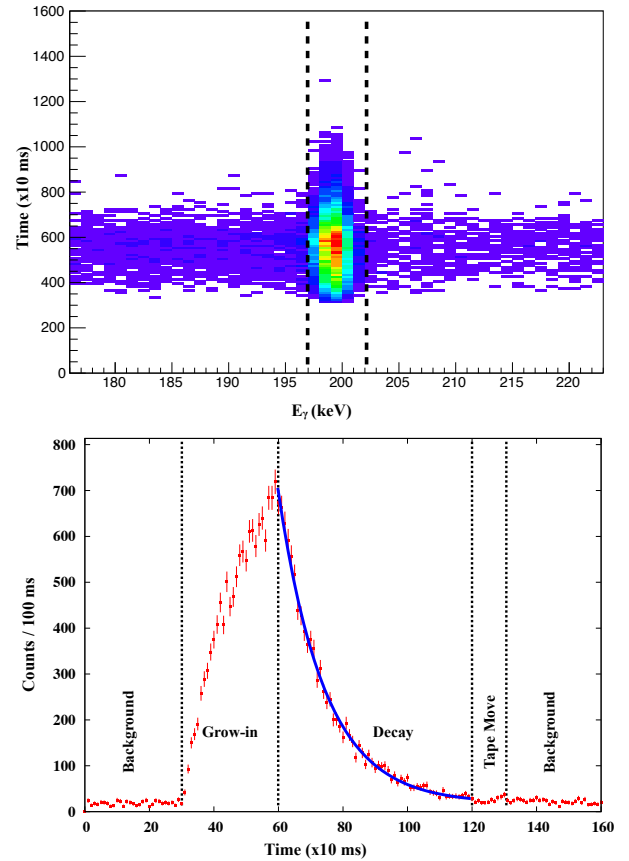 1600
1400
1200
1000
800
600
400
200
0
Time (x10 ms)
180 185 190 195 200 205 210 215 220
Eγ (keV)
800
700
600
500
400
300
200
100
0
Counts / 100 ms
Background
Grow-in
Decay
Tape Move
Background
0 20 40 60 80 100 120 140 160
Time (x10 ms)